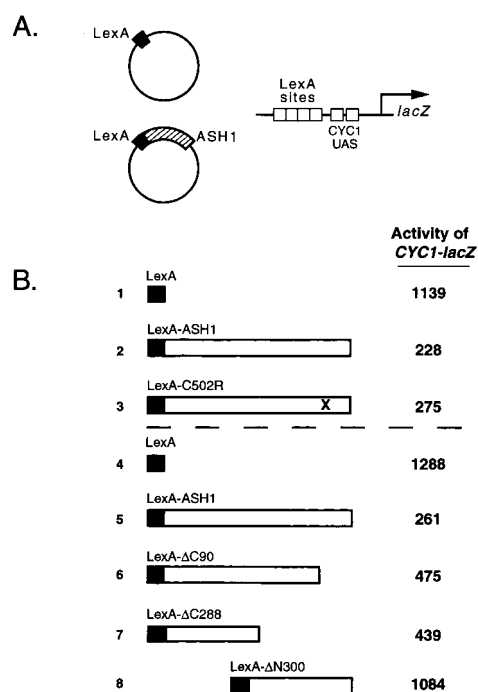 A.
LexA
LexA
ASH1
LexA
sites
CYC1
UAS
lacZ
Activity of
CYC1-lacZ
B.
LexA
1 1139
LexA-ASH1
2 228
LexA-C502R
3 X 275
LexA
4 1288
LexA-ASH1
5 261
LexA-ΔC90
6 475
LexA-ΔC288
7 439
LexA-ΔN300
8 1084